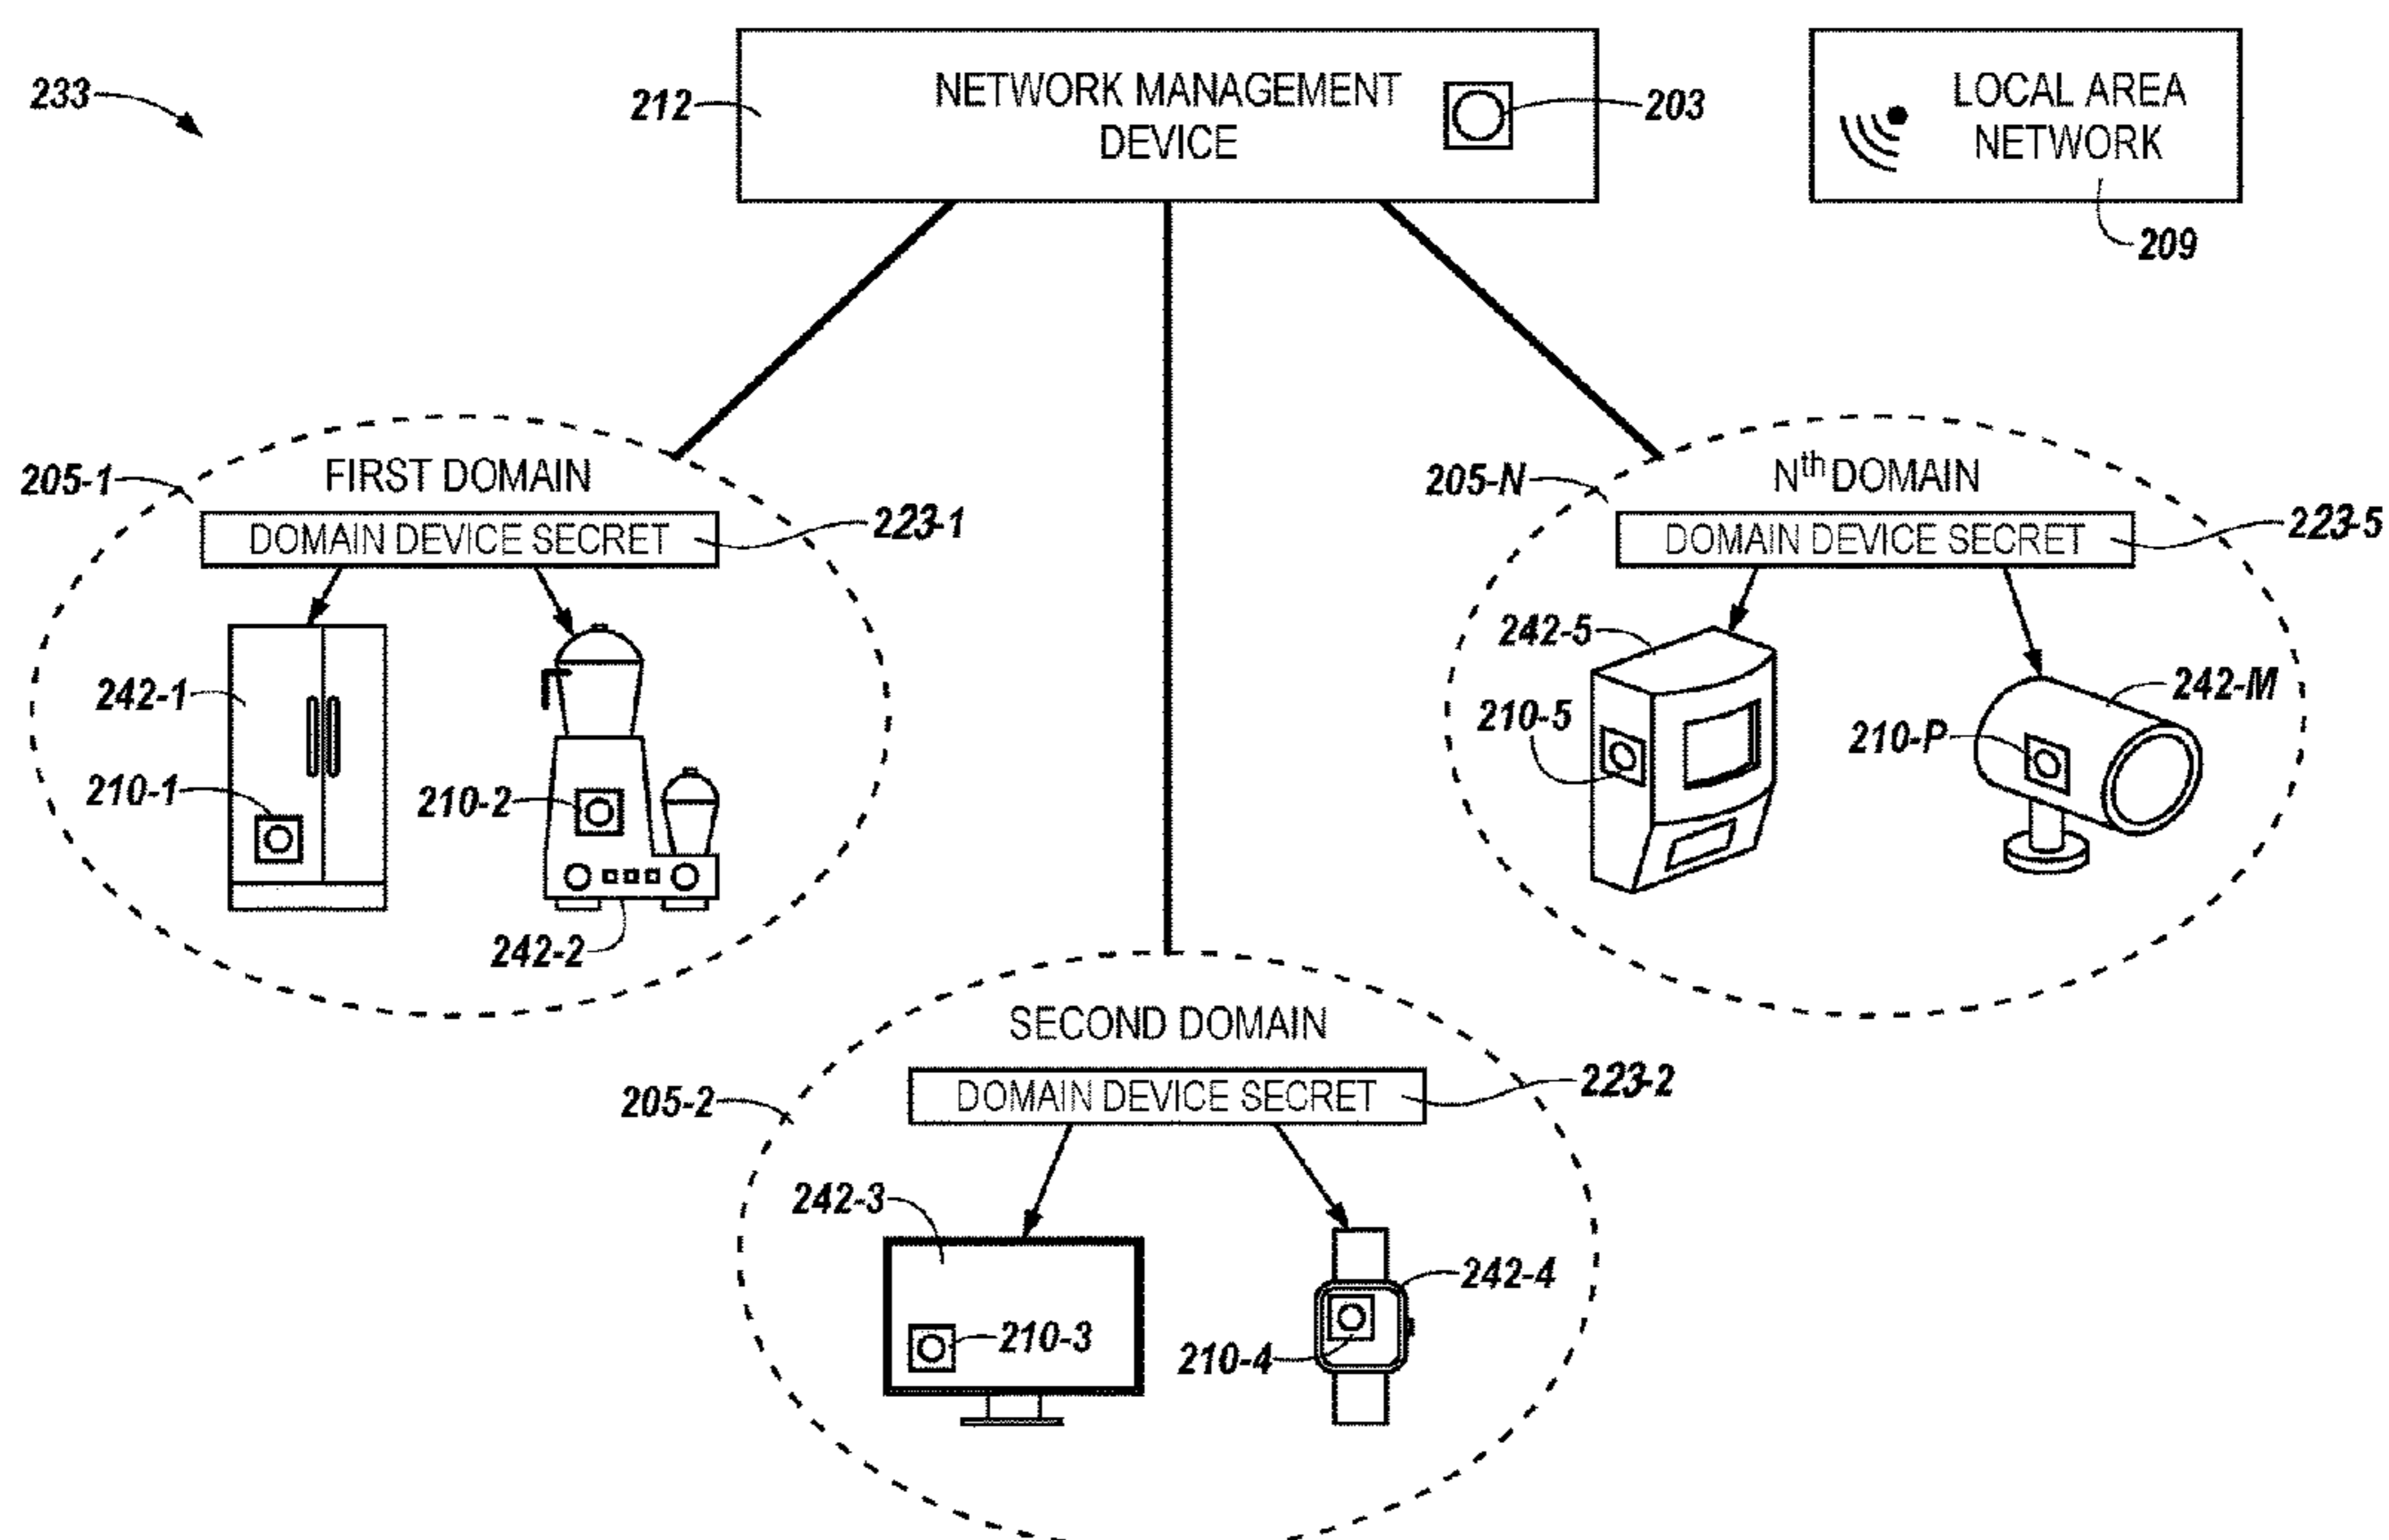 233
212
NETWORK MANAGEMENT
DEVICE
203
LOCAL AREA
NETWORK
209
205-1
FIRST DOMAIN
DOMAIN DEVICE SECRET
223-1
242-1
210-1
210-2
242-2
205-N
Nth DOMAIN
DOMAIN DEVICE SECRET
223-5
242-5
210-5
242-M
210-P
SECOND DOMAIN
205-2
DOMAIN DEVICE SECRET
223-2
242-3
210-3
242-4
210-4